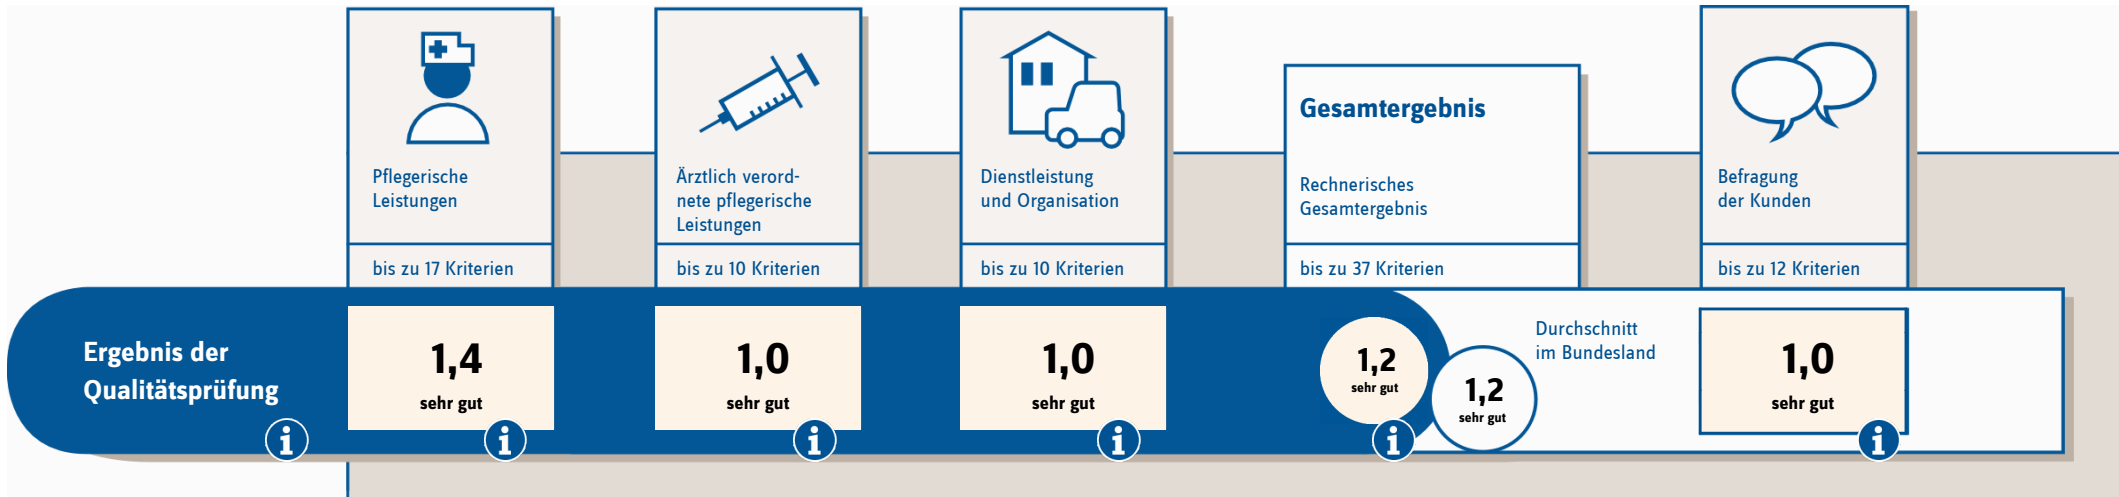 Pflegerische
Leistungen
bis zu 17 Kriterien
Ärztlich verord-
nete pflegerische
Leistungen
bis zu 10 Kriterien
Dienstleistung
und Organisation
bis zu 10 Kriterien
Gesamtergebnis
Rechnerisches
Gesamtergebnis
bis zu 37 Kriterien
Befragung
der Kunden
bis zu 12 Kriterien
Ergebnis der
Qualitätsprüfung
i
1,4
sehr gut
i
1,0
sehr gut
i
1,0
sehr gut
i
1,2
sehr gut
i
1,2
sehr gut
Durchschnitt
im Bundesland
1,0
sehr gut
i